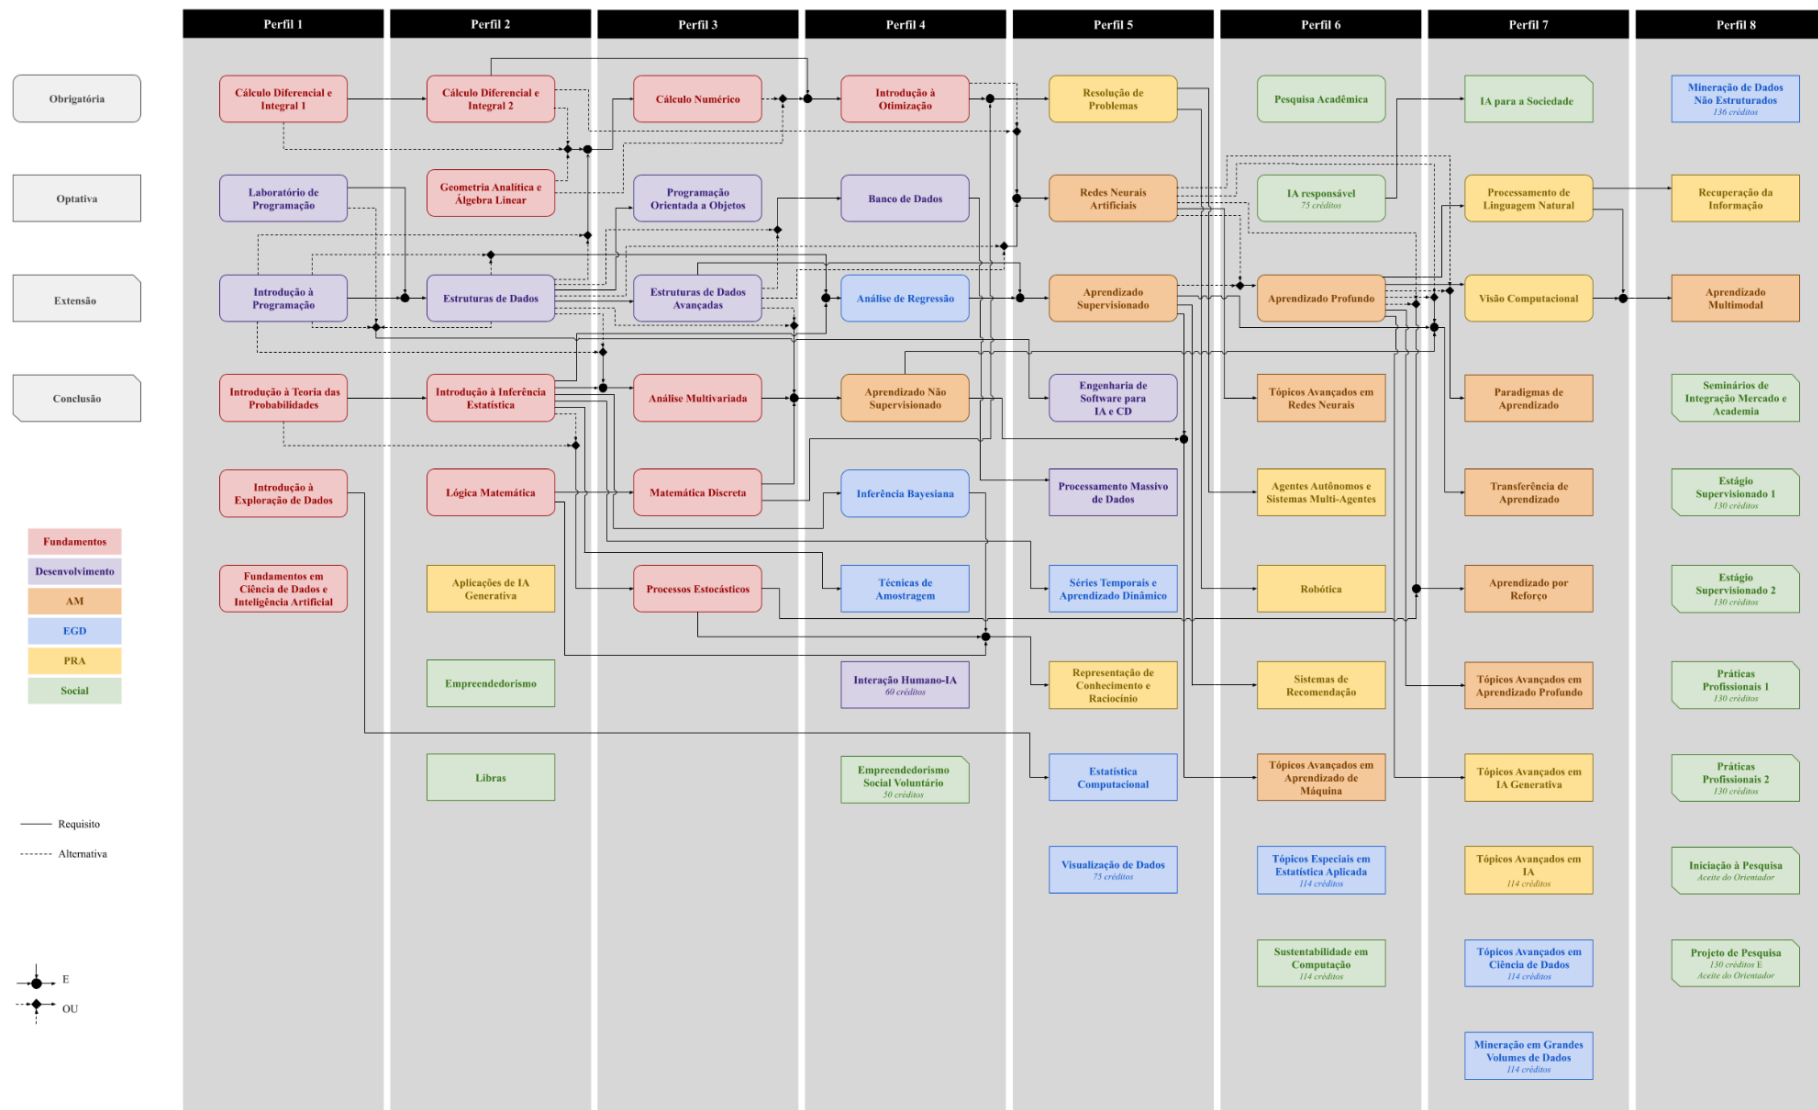 Perfil 1
Perfil 2
Perfil 3
Perfil 4
Perfil 5
Perfil 6
Perfil 7
Perfil 8
Obrigatória
Optativa
Extensão
Conclusão
Fundamentos
Desenvolvimento
AM
EGD
PRA
Social
Requisito
Alternativa
E
OU
Cálculo Diferencial e
Integral 1
Laboratório de
Programação
Introdução à
Programação
Introdução à Teoria das
Probabilidades
Introdução à
Exploração de Dados
Fundamentos em
Ciência de Dados e
Inteligência Artificial
Cálculo Diferencial e
Integral 2
Geometria Analítica e
Álgebra Linear
Estruturas de Dados
Introdução à Inferência
Estatística
Lógica Matemática
Aplicações de IA
Generativa
Empreendedorismo
Libras
Cálculo Numérico
Programação
Orientada a Objetos
Estruturas de Dados
Avançadas
Análise Multivariada
Matemática Discreta
Processos Estocásticos
Introdução à
Otimização
Banco de Dados
Análise de Regressão
Aprendizado Não
Supervisionado
Inferência Bayesiana
Técnicas de
Amostragem
Interação Humano-IA
60 créditos
Empreendedorismo
Social Voluntário
50 créditos
Resolução de
Problemas
Redes Neurais
Artificiais
Aprendizado
Supervisionado
Engenharia de
Software para
IA e CD
Processamento Massivo
de Dados
Séries Temporais e
Aprendizado Dinâmico
Representação de
Conhecimento e
Raciocínio
Estatística
Computacional
Visualização de Dados
75 créditos
Pesquisa Acadêmica
IA responsável
75 créditos
Aprendizado Profundo
Tópicos Avançados em
Redes Neurais
Agentes Autônomos e
Sistemas Multi-Agentes
Robótica
Sistemas de
Recomendação
Tópicos Avançados em
Aprendizado de
Máquina
Tópicos Especiais em
Estatística Aplicada
114 créditos
Sustentabilidade em
Computação
114 créditos
IA para a Sociedade
Processamento de
Linguagem Natural
Visão Computacional
Paradigmas de
Aprendizado
Transferência de
Aprendizado
Aprendizado por
Reforço
Tópicos Avançados em
Aprendizado Profundo
Tópicos Avançados em
IA Generativa
Tópicos Avançados em
IA
114 créditos
Tópicos Avançados em
Ciência de Dados
114 créditos
Mineração em Grandes
Volumes de Dados
114 créditos
Mineração de Dados
Não Estruturados
136 créditos
Recuperação da
Informação
Aprendizado
Multimodal
Seminários de
Integração Mercado e
Academia
Estágio
Supervisionado 1
130 créditos
Estágio
Supervisionado 2
130 créditos
Práticas
Profissionais 1
130 créditos
Práticas
Profissionais 2
130 créditos
Iniciação à Pesquisa
Aceite do Orientador
Projeto de Pesquisa
130 créditos E
Aceite do Orientador